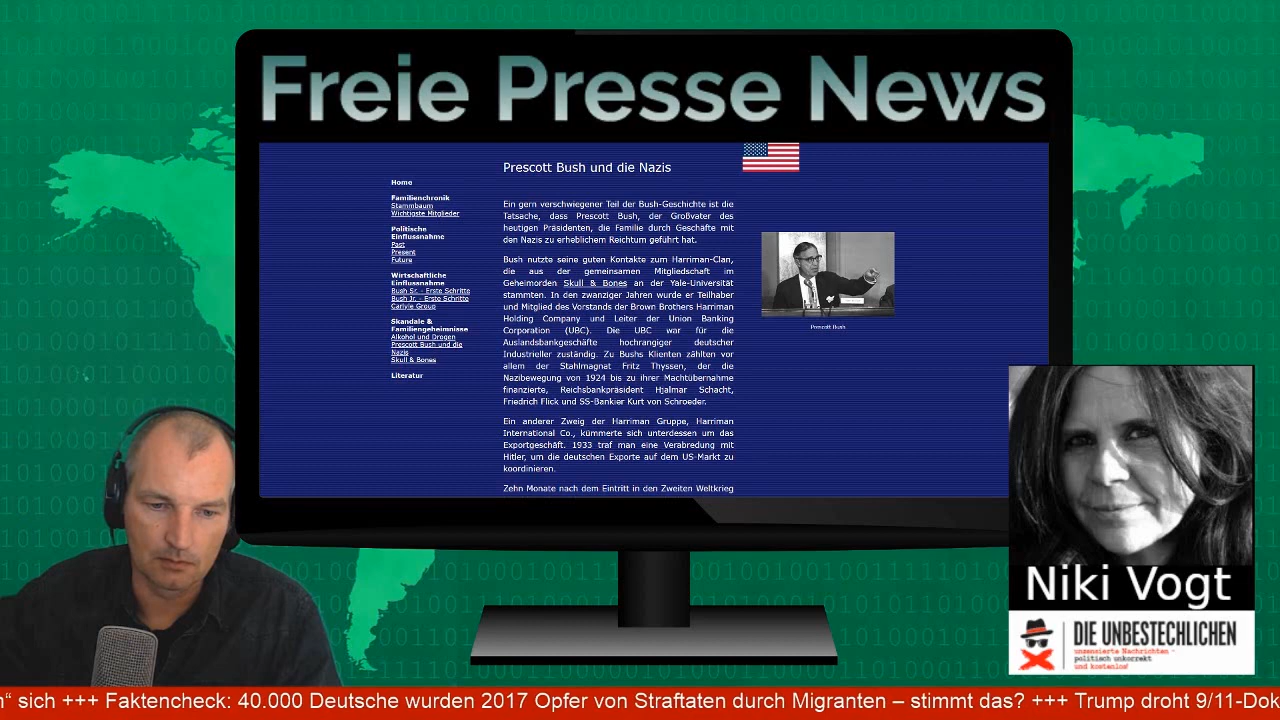 Freie Presse News
Prescott Bush und die Nazis
Home
Familienchronik
Stammbaum
Wichtigste Mitglieder
Politische
Einflussnahme
Past
Present
Future
Wirtschaftliche
Einflussnahme
Bush Sr. - Erste Schritte
Bush Jr. - Erste Schritte
Carlyle Group
Skandale &
Familiengeheimnisse
Alkohol und Drogen
Prescott Bush und die
Nazis
Skull & Bones
Literatur
Ein gern verschwiegener Teil der Bush-Geschichte ist die
Tatsache, dass Prescott Bush, der Großvater des
heutigen Präsidenten, die Familie durch Geschäfte mit
den Nazis zu erheblichem Reichtum geführt hat.
Bush nutzte seine guten Kontakte zum Harriman-Clan,
die aus der gemeinsamen Mitgliedschaft im
Geheimorden Skull & Bones an der Yale-Universität
stammten. In den zwanziger Jahren wurde er Teilhaber
und Mitglied des Vorstands der Brown Brothers Harriman
Holding Company und Leiter der Union Banking
Corporation (UBC). Die UBC war für die
Auslandsbankgeschäfte hochrangiger deutscher
Industrieller zuständig. Zu Bushs Klienten zählten vor
allem der Stahlmagnat Fritz Thyssen, der die
Nazibewegung von 1924 bis zu ihrer Machtübernahme
finanzierte, Reichsbankpräsident Hjalmar Schacht,
Friedrich Flick und SS-Bankier Kurt von Schroeder.
Ein anderer Zweig der Harriman Gruppe, Harriman
International Co., kümmerte sich unterdessen um das
Exportgeschäft. 1933 traf man eine Verabredung mit
Hitler, um die deutschen Exporte auf dem US-Markt zu
koordinieren.
Zehn Monate nach dem Eintritt in den Zweiten Weltkrieg
Prescott Bush
Niki Vogt
DIE UNBESTECHLICHEN
unzensierte Nachrichten -
politisch unkorrekt
und kostenlos!
n“ sich +++ Faktencheck: 40.000 Deutsche wurden 2017 Opfer von Straftaten durch Migranten – stimmt das? +++ Trump droht 9/11-Dok